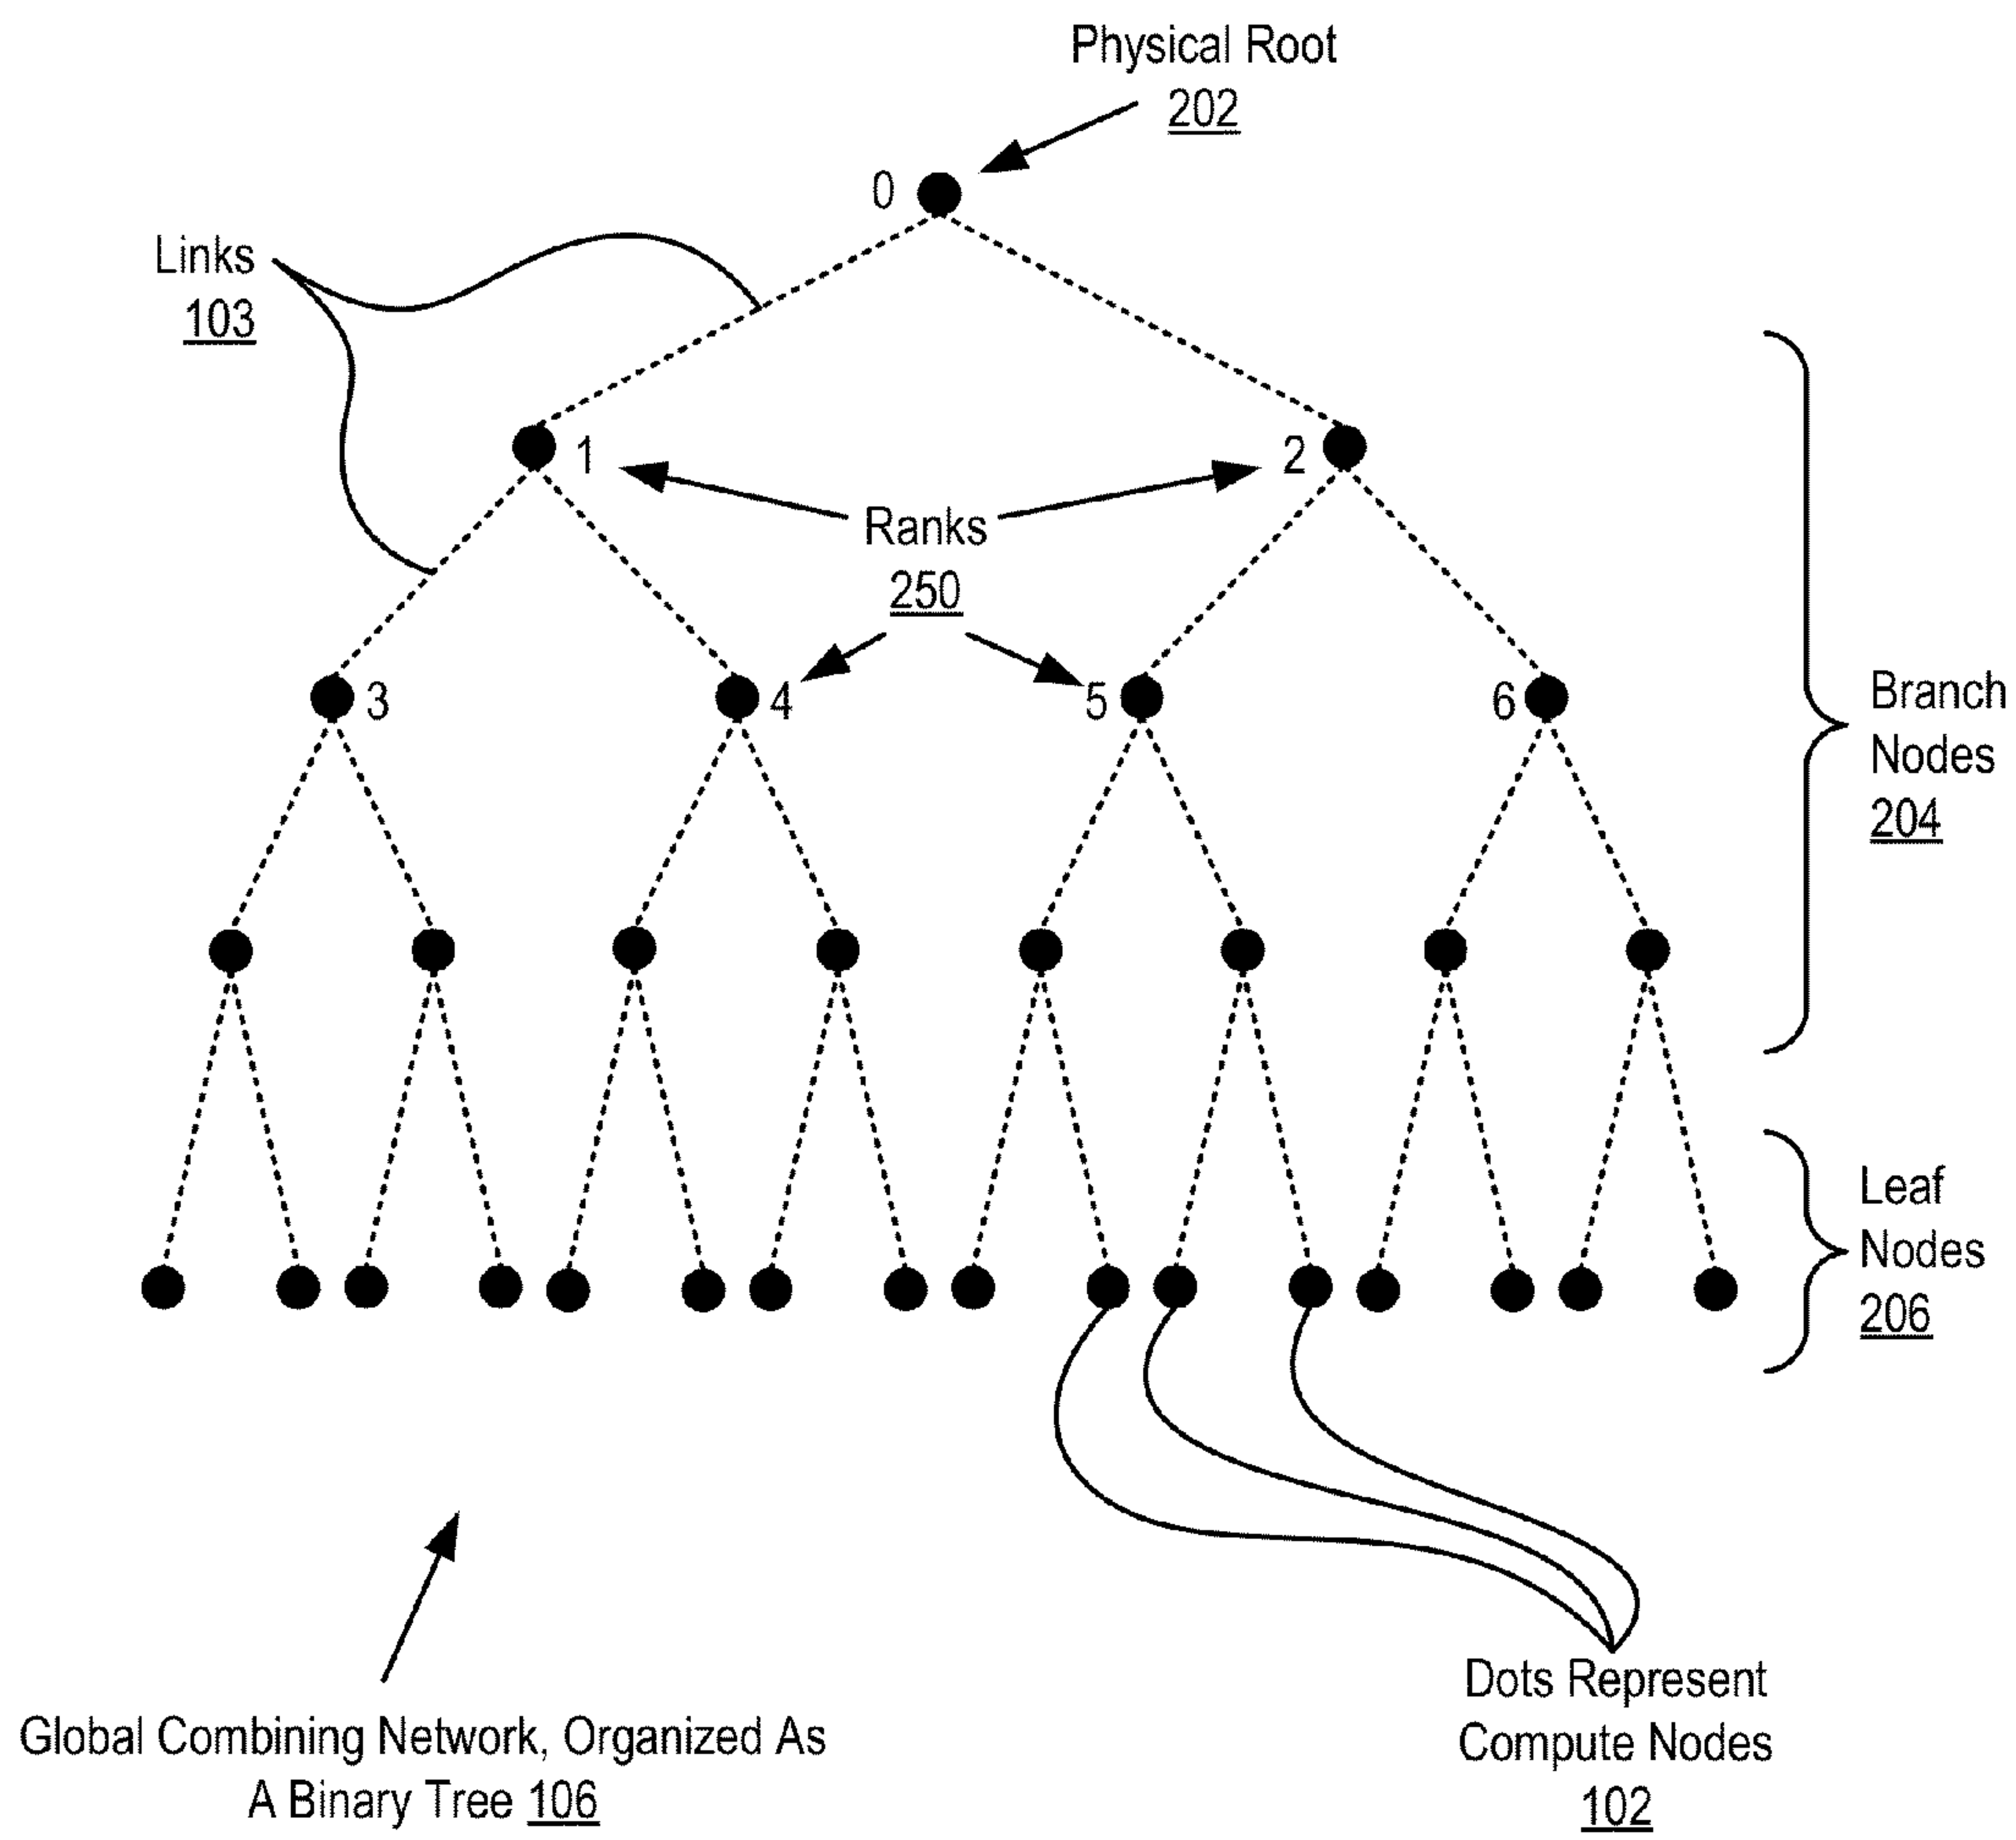 Physical Root
202
0
Links
103
1
2
Ranks
250
3
4
5
6
Branch
Nodes
204
Leaf
Nodes
206
Global Combining Network, Organized As
A Binary Tree 106
Dots Represent
Compute Nodes
102